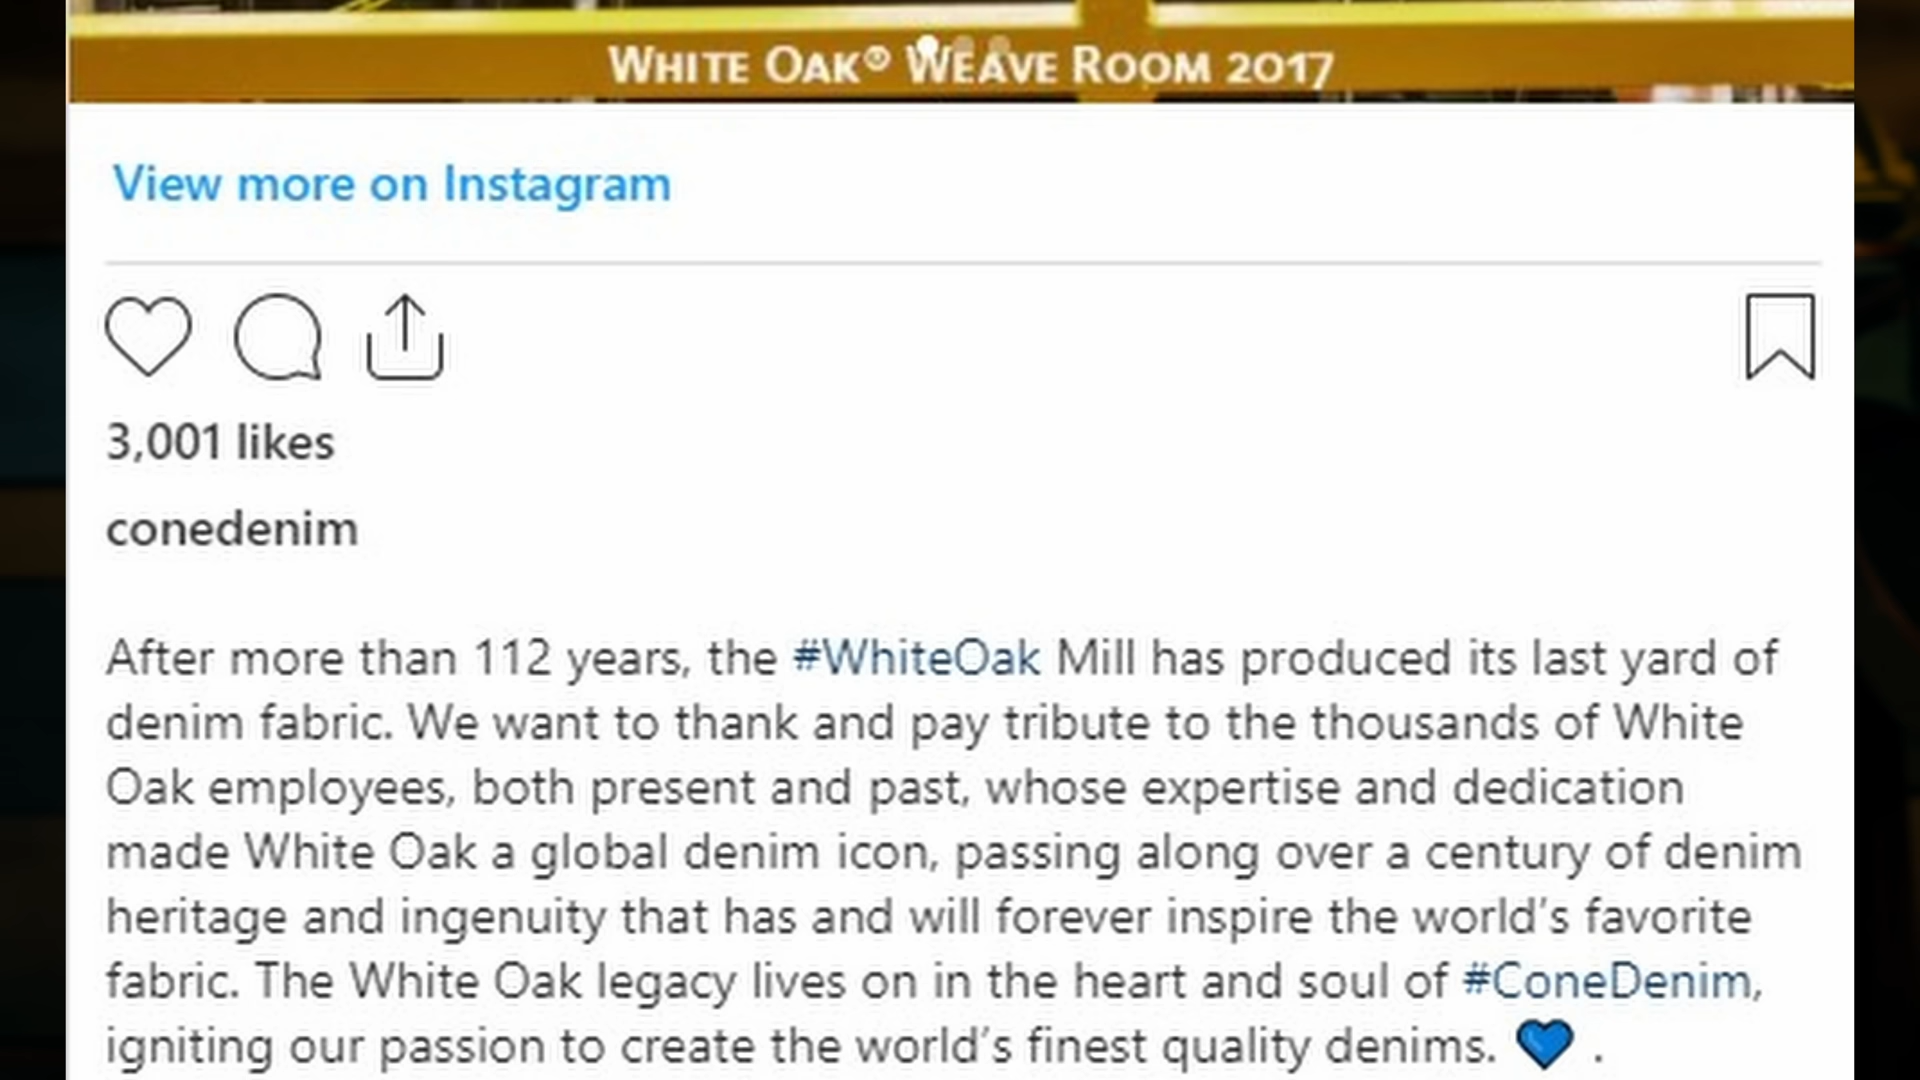 WHITE OAK® WEAVE ROOM 2017
View more on Instagram
3,001 likes
conedenim
After more than 112 years, the #WhiteOak Mill has produced its last yard of
denim fabric. We want to thank and pay tribute to the thousands of White
Oak employees, both present and past, whose expertise and dedication
made White Oak a global denim icon, passing along over a century of denim
heritage and ingenuity that has and will forever inspire the world’s favorite
fabric. The White Oak legacy lives on in the heart and soul of #ConeDenim,
igniting our passion to create the world’s finest quality denims. 💙 .